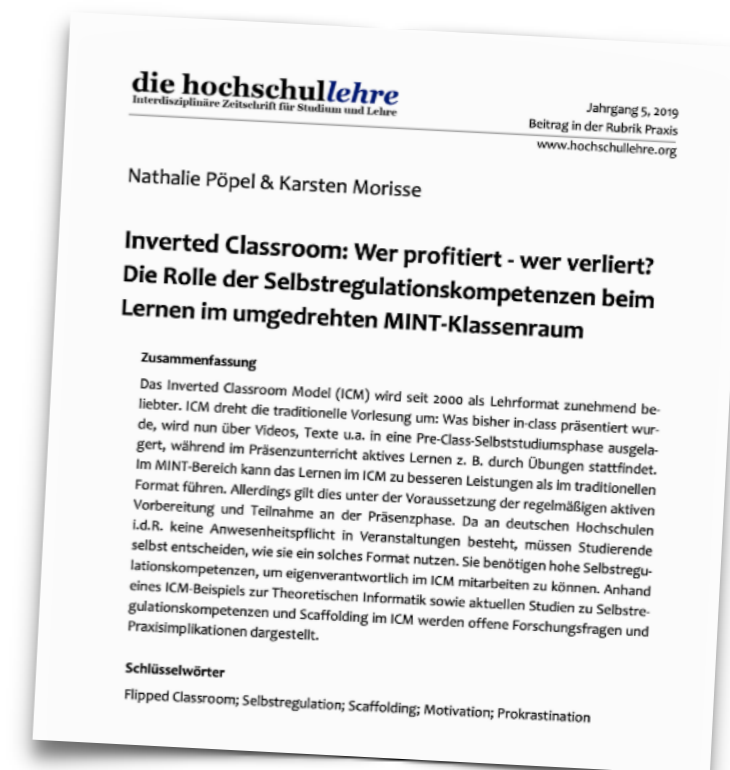 die hochschullehre
Interdisziplinäre Zeitschrift für Studium und Lehre
Jahrgang 5, 2019
Beitrag in der Rubrik Praxis
www.hochschullehre.org
Nathalie Pöpel & Karsten Morisse
Inverted Classroom: Wer profitiert - wer verliert?
Die Rolle der Selbstregulationskompetenzen beim
Lernen im umgedrehten MINT-Klassenraum
Zusammenfassung
Das Inverted Classroom Model (ICM) wird seit 2000 als Lehrformat zunehmend be-
liebter. ICM dreht die traditionelle Vorlesung um: Was bisher in-class präsentiert wur-
de, wird nun über Videos, Texte u.a. in eine Pre-Class-Selbststudiumsphase ausgela-
gert, während im Präsenzunterricht aktives Lernen z. B. durch Übungen stattfindet.
Im MINT-Bereich kann das Lernen im ICM zu besseren Leistungen als im traditionellen
Format führen. Allerdings gilt dies unter der Voraussetzung der regelmäßigen aktiven
Vorbereitung und Teilnahme an der Präsenzphase. Da an deutschen Hochschulen
i.d.R. keine Anwesenheitspflicht in Veranstaltungen besteht, müssen Studierende
selbst entscheiden, wie sie ein solches Format nutzen. Sie benötigen hohe Selbstregu-
lationskompetenzen, um eigenverantwortlich im ICM mitarbeiten zu können. Anhand
eines ICM-Beispiels zur Theoretischen Informatik sowie aktuellen Studien zu Selbstre-
gulationskompetenzen und Scaffolding im ICM werden offene Forschungsfragen und
Praxisimplikationen dargestellt.
Schlüsselwörter
Flipped Classroom; Selbstregulation; Scaffolding; Motivation; Prokrastination